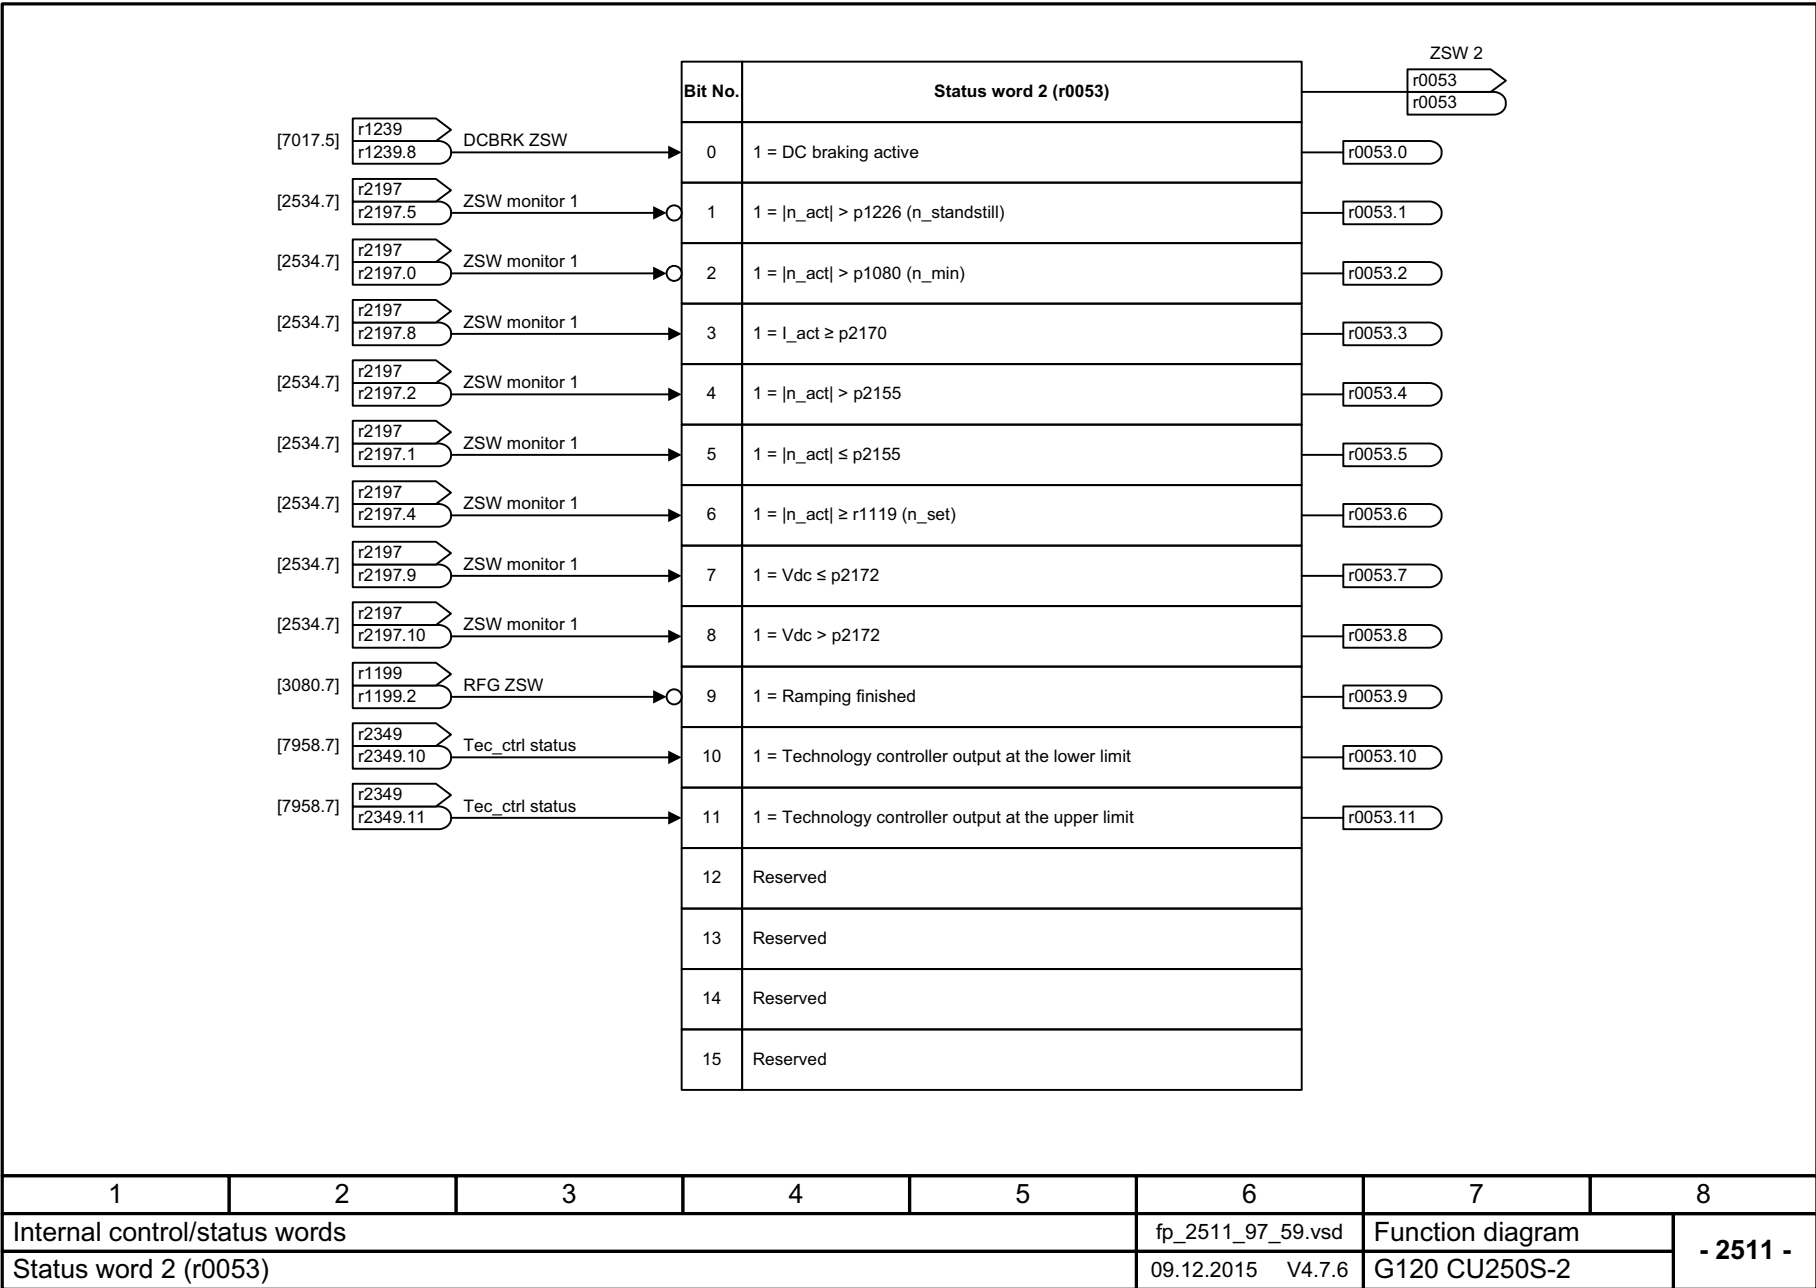 ZSW 2
Bit No. Status word 2 (r0053) r0053
r0053
[7017.5] r1239
r1239.8 DCBRK ZSW 0 1 = DC braking active r0053.0
[2534.7] r2197
r2197.5 ZSW monitor 1 1 1 = |n_act| > p1226 (n_standstill) r0053.1
[2534.7] r2197
r2197.0 ZSW monitor 1 2 1 = |n_act| > p1080 (n_min) r0053.2
[2534.7] r2197
r2197.8 ZSW monitor 1 3 1 = I_act ≥ p2170 r0053.3
[2534.7] r2197
r2197.2 ZSW monitor 1 4 1 = |n_act| > p2155 r0053.4
[2534.7] r2197
r2197.1 ZSW monitor 1 5 1 = |n_act| ≤ p2155 r0053.5
[2534.7] r2197
r2197.4 ZSW monitor 1 6 1 = |n_act| ≥ r1119 (n_set) r0053.6
[2534.7] r2197
r2197.9 ZSW monitor 1 7 1 = Vdc ≤ p2172 r0053.7
[2534.7] r2197
r2197.10 ZSW monitor 1 8 1 = Vdc > p2172 r0053.8
[3080.7] r1199
r1199.2 RFG ZSW 9 1 = Ramping finished r0053.9
[7958.7] r2349
r2349.10 Tec_ctrl status 10 1 = Technology controller output at the lower limit r0053.10
[7958.7] r2349
r2349.11 Tec_ctrl status 11 1 = Technology controller output at the upper limit r0053.11
12 Reserved
13 Reserved
14 Reserved
15 Reserved
1 2 3 4 5 6 7 8
Internal control/status words fp_2511_97_59.vsd Function diagram - 2511 -
Status word 2 (r0053) 09.12.2015 V4.7.6 G120 CU250S-2